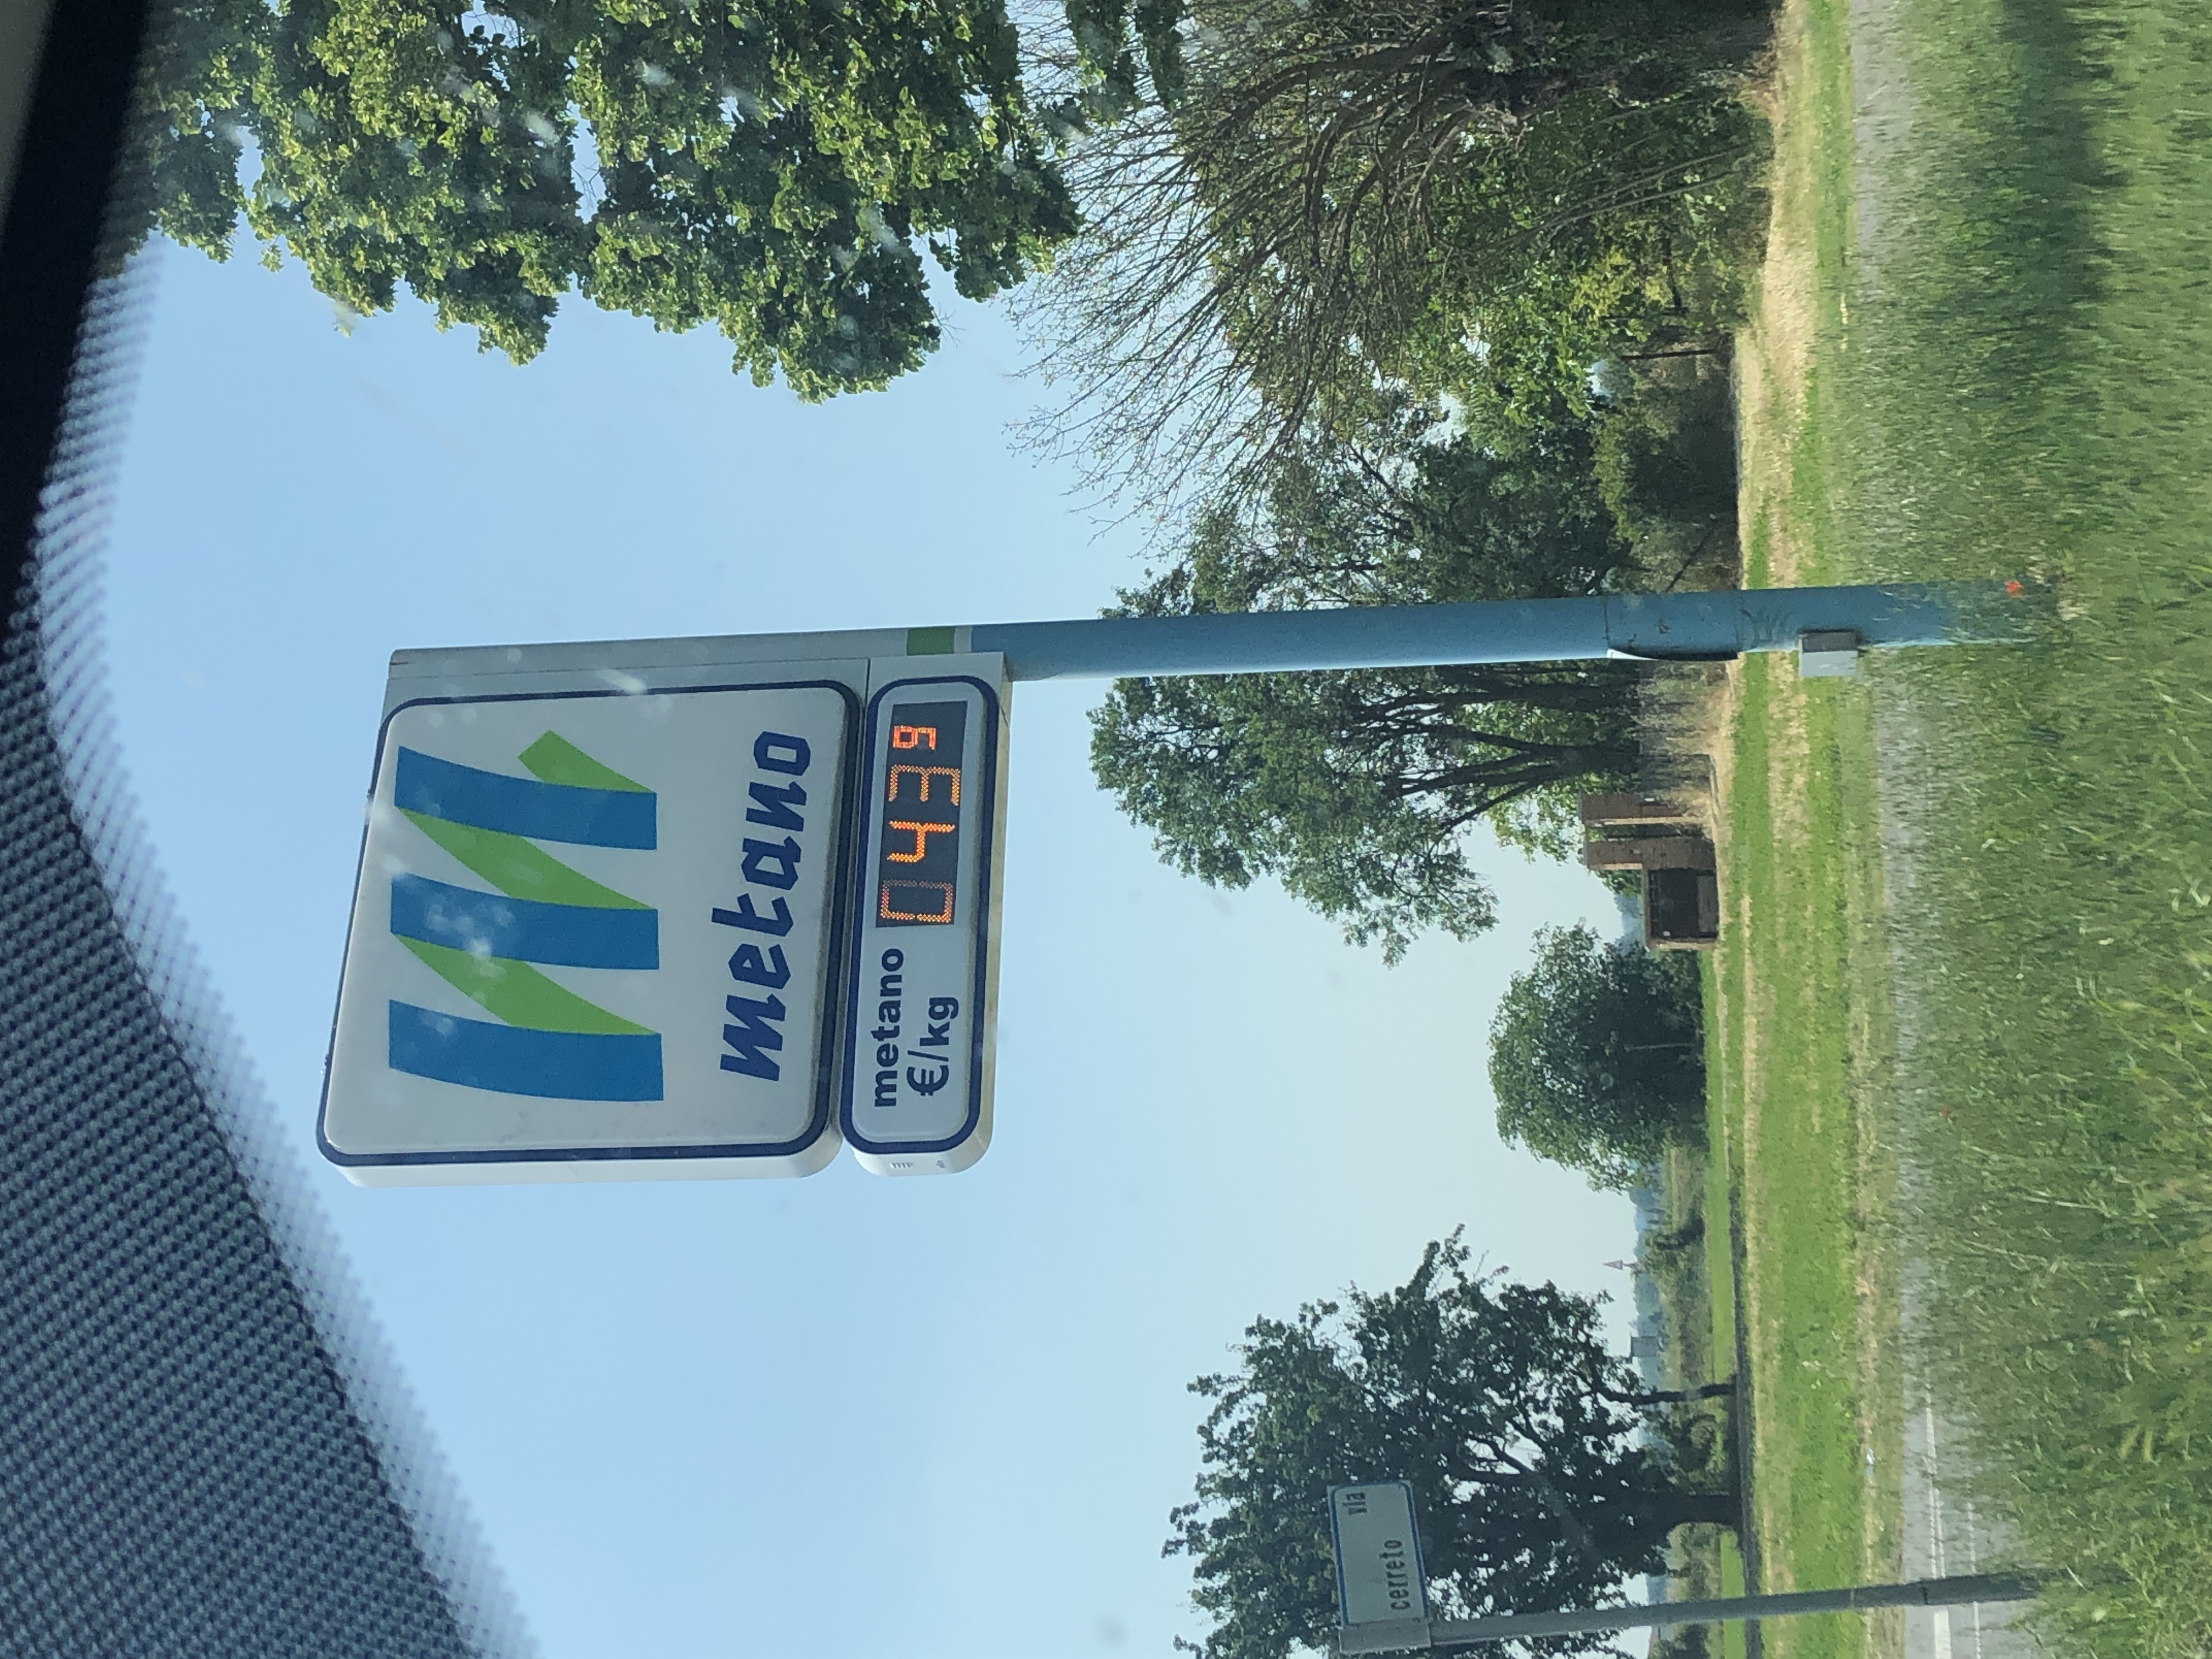 metano
metano
€/kg
0439
via
cerreto